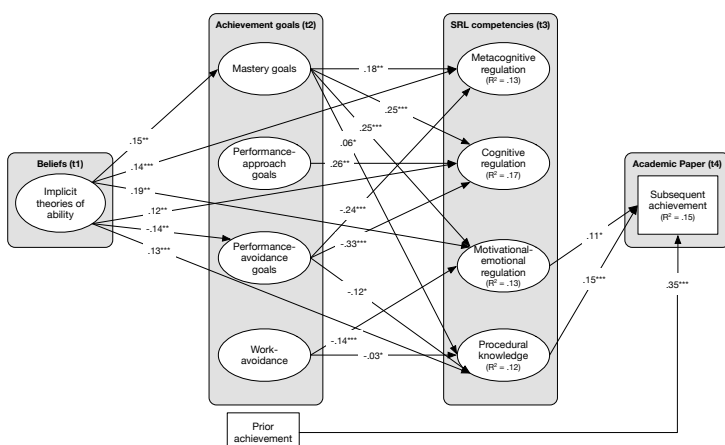 Achievement goals (t2)
SRL competencies (t3)
Mastery goals
.18**
Metacognitive
regulation
(R² = .13)
.25***
.25***
.06*
.15**
Beliefs (t1)
Implicit
theories of
ability
.14***
Performance-
approach
goals
.26**
Cognitive
regulation
(R² = .17)
Academic Paper (t4)
Subsequent
achievement
(R² = .15)
.19**
.12**
-.14**
.13***
-.24***
-.33***
Performance-
avoidance
goals
Motivational-
emotional
regulation
(R² = .13)
.11*
.15***
.35***
-.12*
Work-
avoidance
-.14***
-.03*
Procedural
knowledge
(R² = .12)
Prior
achievement